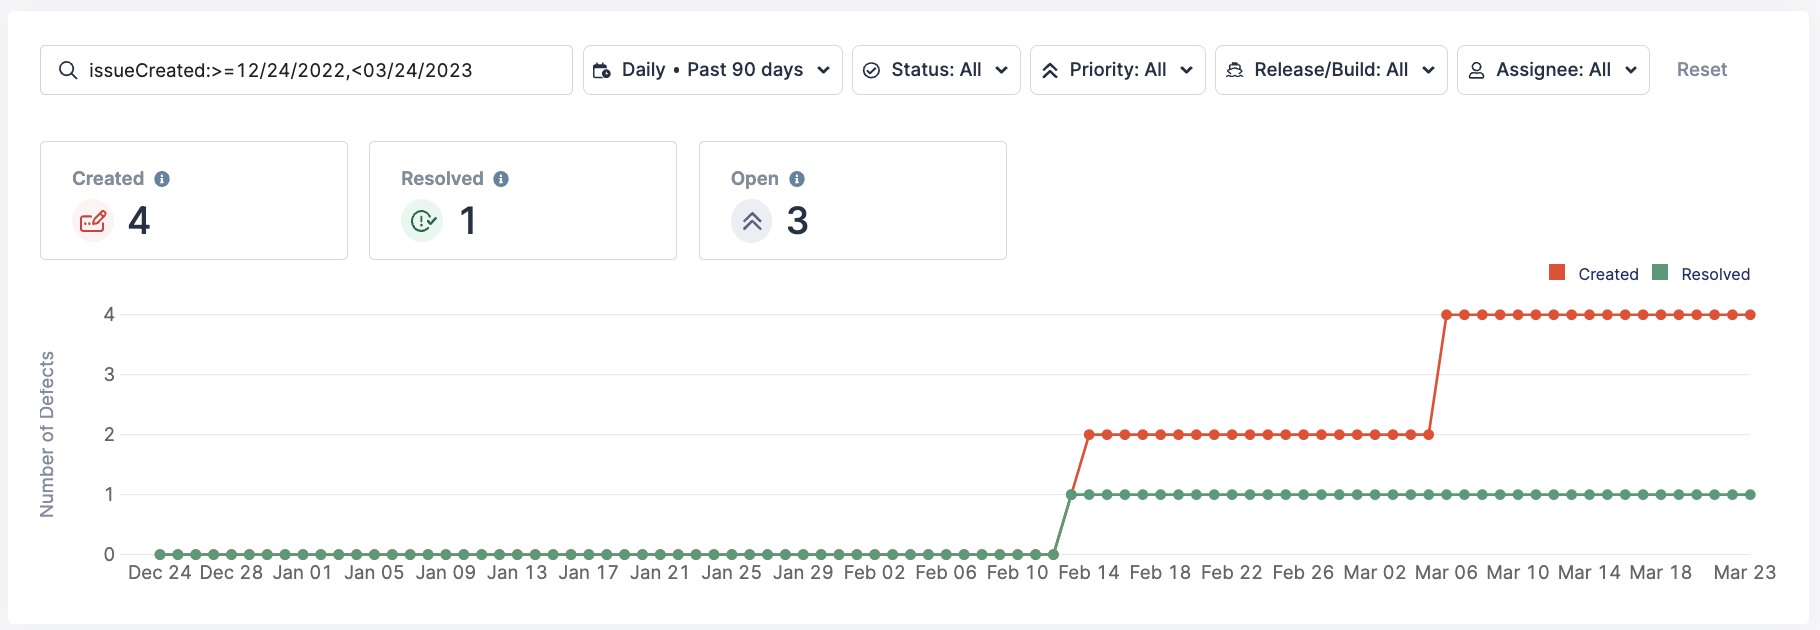 issueCreated:>=12/24/2022,<03/24/2023
Daily • Past 90 days
Status: All
Priority: All
Release/Build: All
Assignee: All
Reset
Created
4
Resolved
1
Open
3
Created
Resolved
Number of Defects
4
3
2
1
0
Dec 24 Dec 28 Jan 01 Jan 05 Jan 09 Jan 13 Jan 17 Jan 21 Jan 25 Jan 29 Feb 02 Feb 06 Feb 10 Feb 14 Feb 18 Feb 22 Feb 26 Mar 02 Mar 06 Mar 10 Mar 14 Mar 18 Mar 23